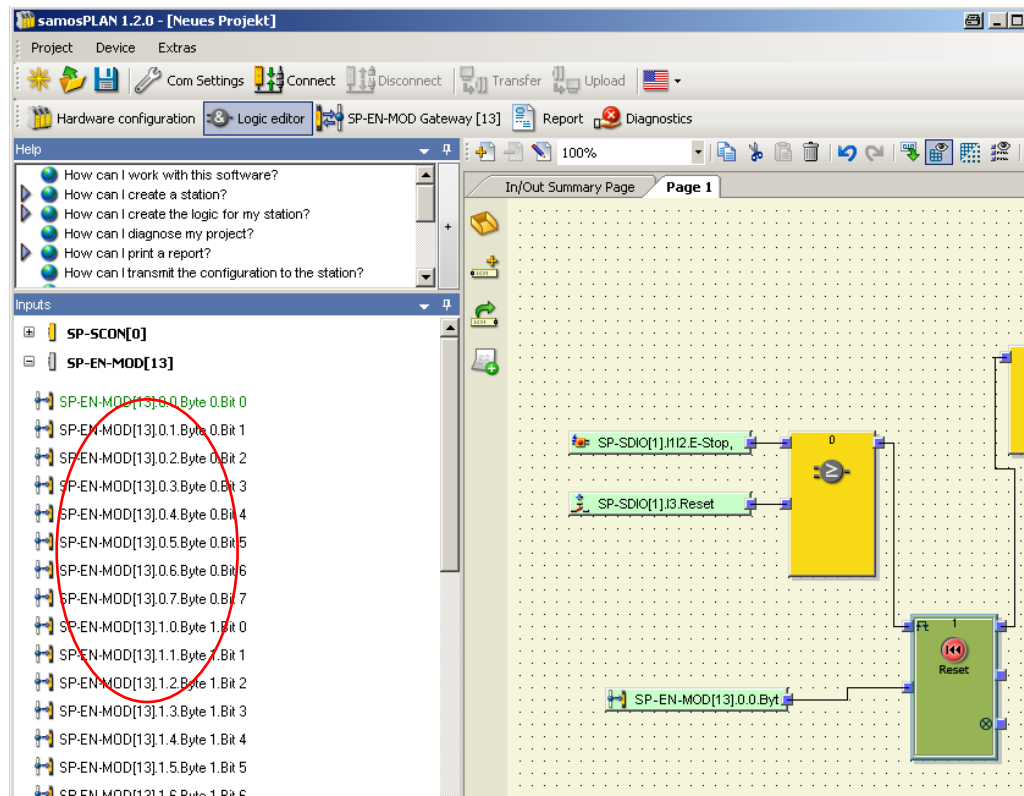 samosPLAN 1.2.0 - [Neues Projekt]
Project Device Extras
Com Settings Connect Disconnect Transfer Upload
Hardware configuration Logic editor SP-EN-MOD Gateway [13] Report Diagnostics
Help
100%
How can I work with this software?
How can I create a station?
How can I create the logic for my station?
How can I diagnose my project?
How can I print a report?
How can I transmit the configuration to the station?
+
In/Out Summary Page Page 1
Inputs
SP-SCON[0]
SP-EN-MOD[13]
SP-EN-MOD[13].0.0.Byte 0.Bit 0
SP-EN-MOD[13].0.1.Byte 0.Bit 1
SP-EN-MOD[13].0.2.Byte 0.Bit 2
SP-EN-MOD[13].0.3.Byte 0.Bit 3
SP-EN-MOD[13].0.4.Byte 0.Bit 4
SP-EN-MOD[13].0.5.Byte 0.Bit 5
SP-EN-MOD[13].0.6.Byte 0.Bit 6
SP-EN-MOD[13].0.7.Byte 0.Bit 7
SP-EN-MOD[13].1.0.Byte 1.Bit 0
SP-EN-MOD[13].1.1.Byte 1.Bit 1
SP-EN-MOD[13].1.2.Byte 1.Bit 2
SP-EN-MOD[13].1.3.Byte 1.Bit 3
SP-EN-MOD[13].1.4.Byte 1.Bit 4
SP-EN-MOD[13].1.5.Byte 1.Bit 5
SP-EN-MOD[13].1.6.Byte 1.Bit 6
SP-SDIO[1].I1I2.E-Stop,
0
≥
SP-SDIO[1].I3.Reset
1
Reset
SP-EN-MOD[13].0.0.Byt